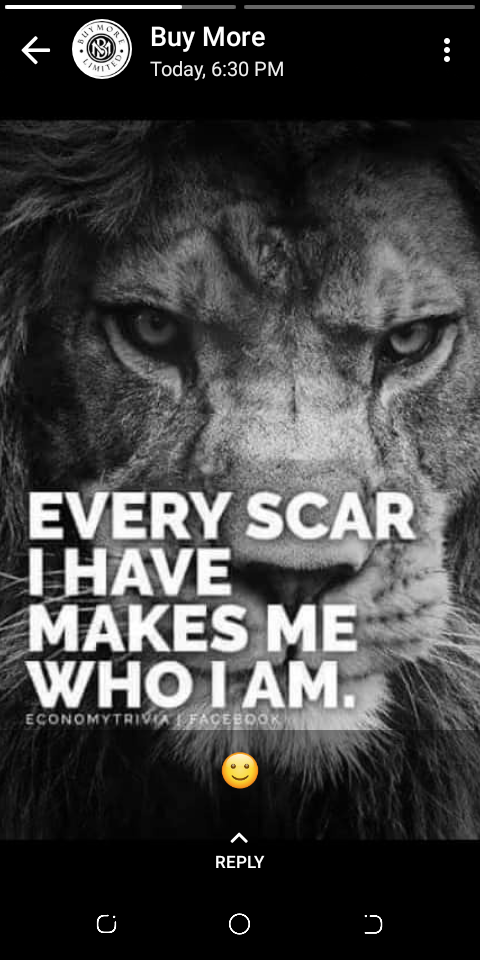 Buy More
Today, 6:30 PM
BUYMORE
LIMITED
EVERY SCAR
I HAVE
MAKES ME
WHO I AM.
ECONOMYTRIVIA | FACEBOOK
REPLY